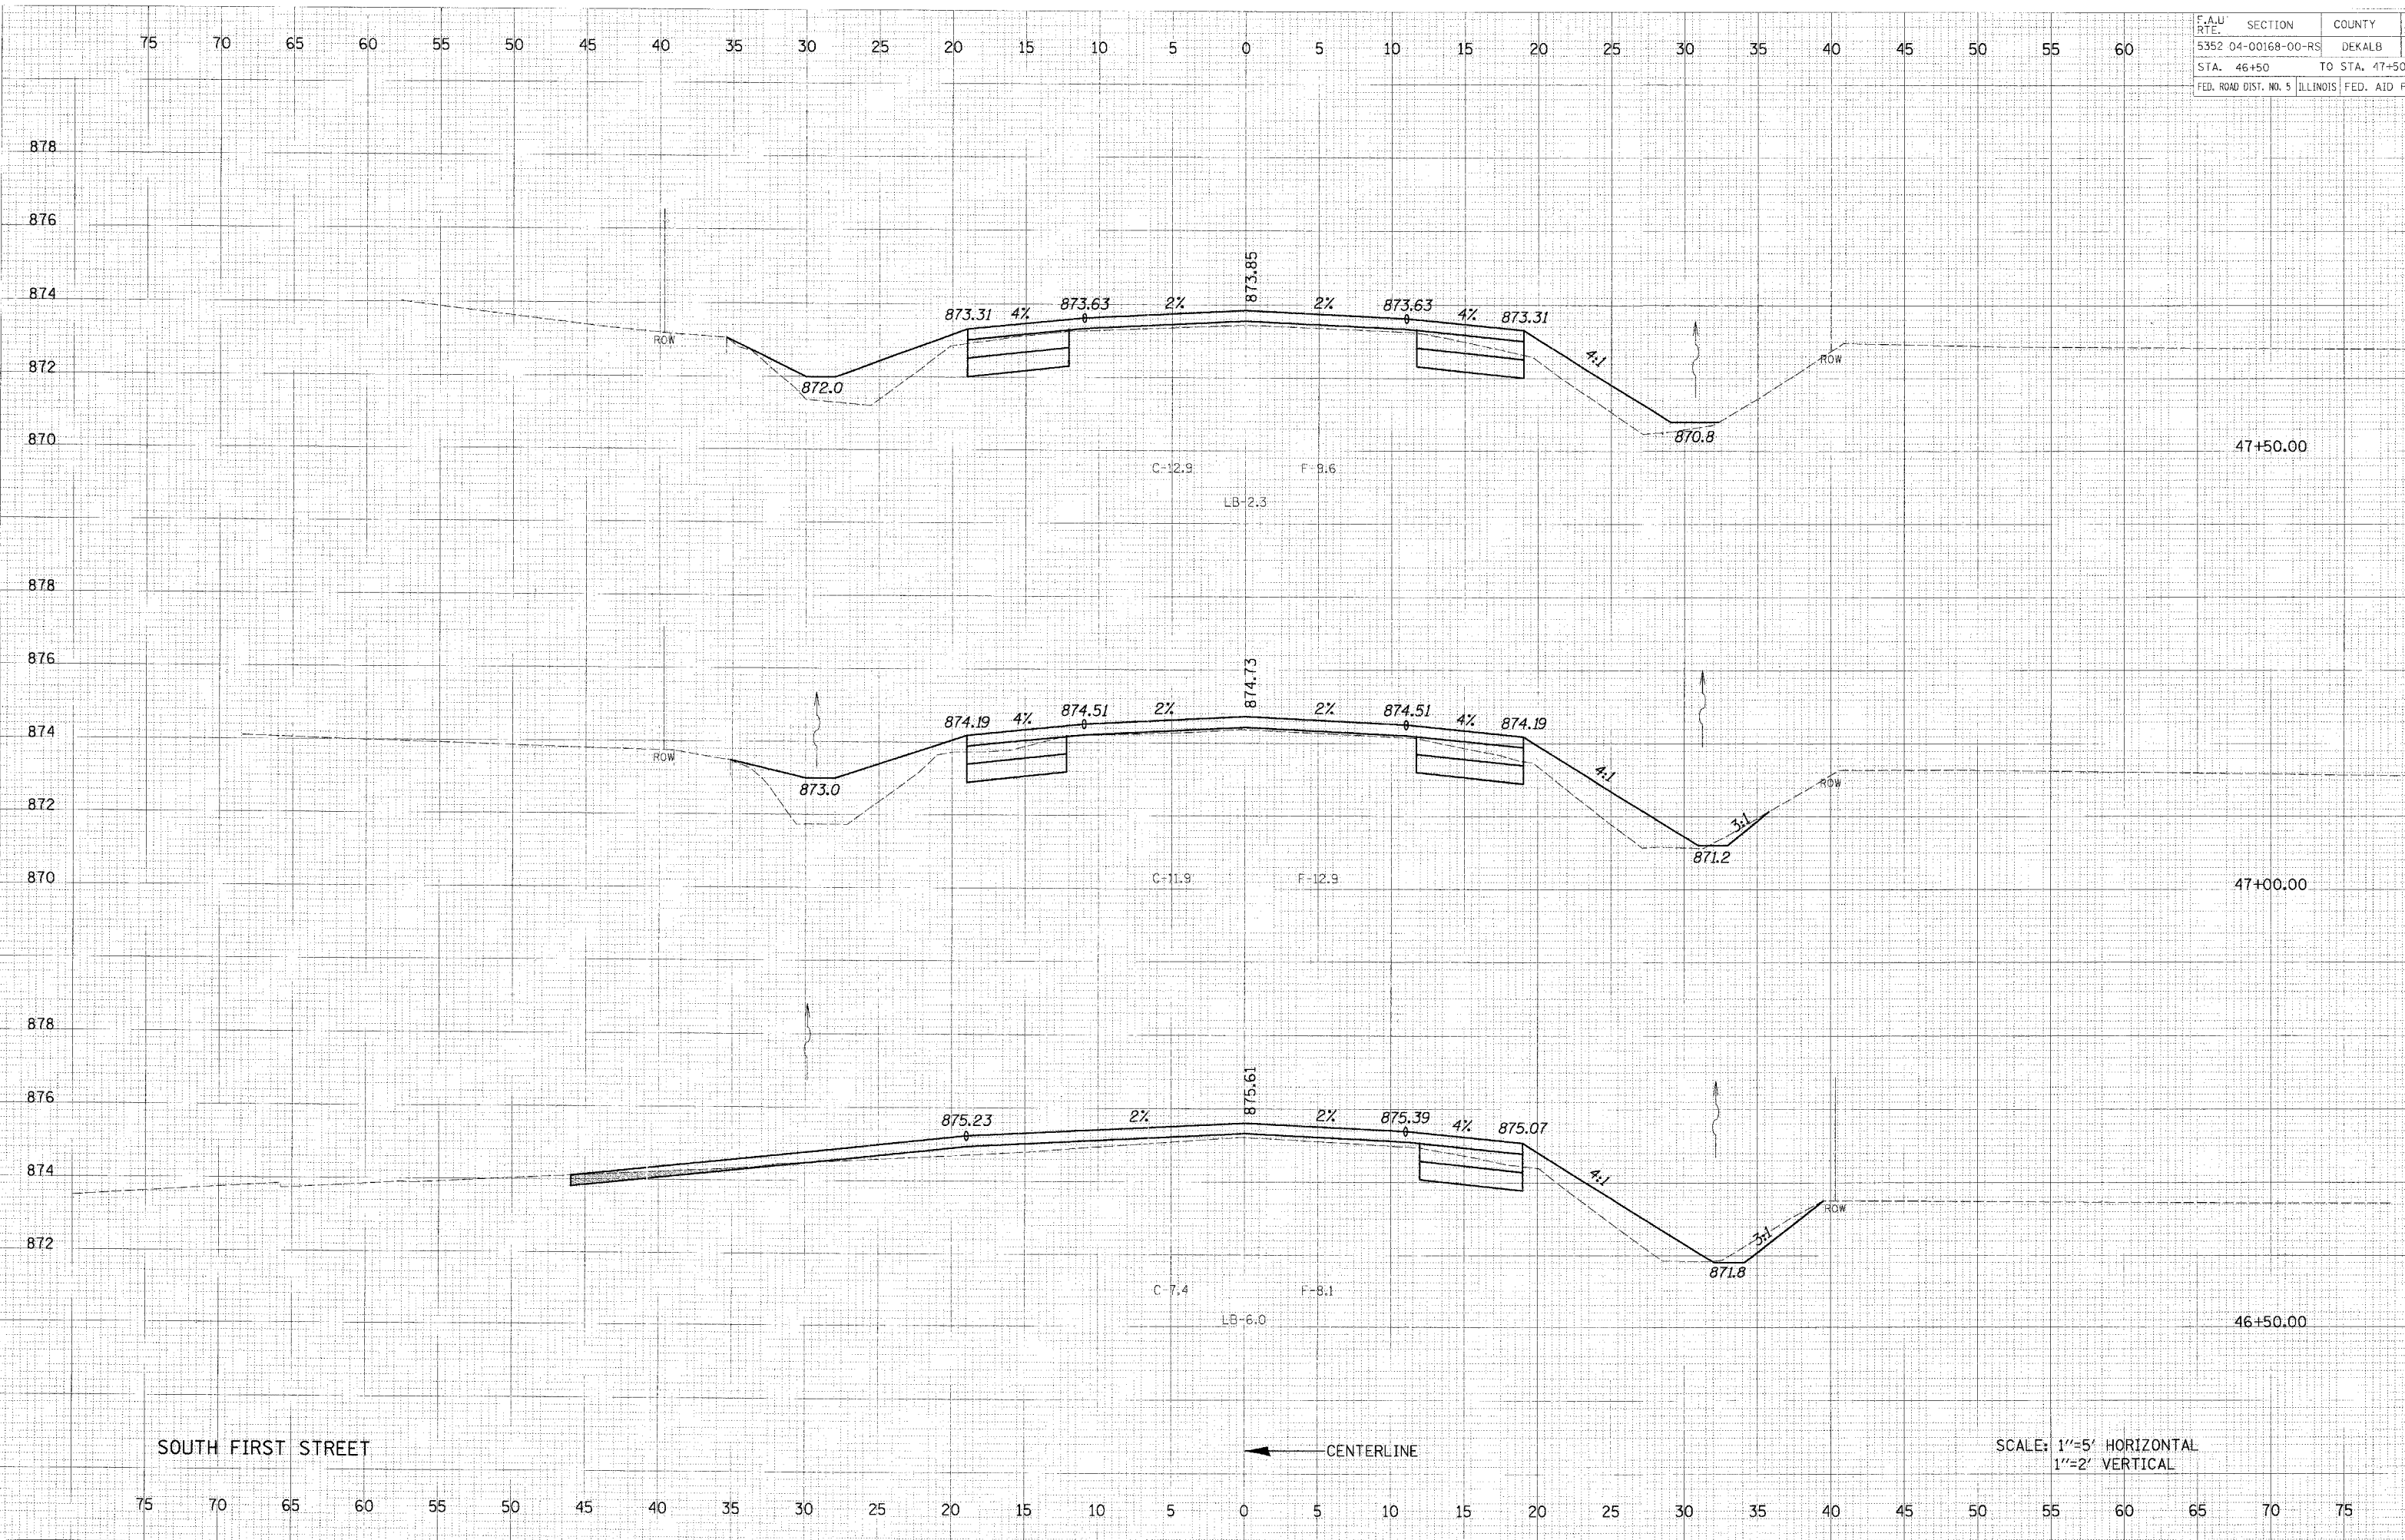 F.A.U. RTE. SECTION COUNTY
5352 04-00168-00-RS DEKALB
STA. 46+50 TO STA. 47+50
FED. ROAD DIST. NO. 5 ILLINOIS FED. AID P
75 70 65 60 55 50 45 40 35 30 25 20 15 10 5 0 5 10 15 20 25 30 35 40 45 50 55 60
878
876
874
872
870
873.85
873.31 4% 873.63 2% 2% 873.63 4% 873.31
ROW 4:1 ROW
872.0 870.8
47+50.00
C-12.9 F-9.6
LB-2.3
878
876
874
872
870
874.73
874.19 4% 874.51 2% 2% 874.51 4% 874.19
ROW 4:1 ROW
873.0 3:1
871.2
C-11.9 F-12.9
47+00.00
878
876
874
872
875.61
875.23 2% 2% 875.39 4% 875.07
4:1 ROW
3:1
871.8
C-7.4 F-8.1
LB-6.0
46+50.00
SOUTH FIRST STREET
CENTERLINE
SCALE: 1"=5' HORIZONTAL
1"=2' VERTICAL
75 70 65 60 55 50 45 40 35 30 25 20 15 10 5 0 5 10 15 20 25 30 35 40 45 50 55 60 65 70 75